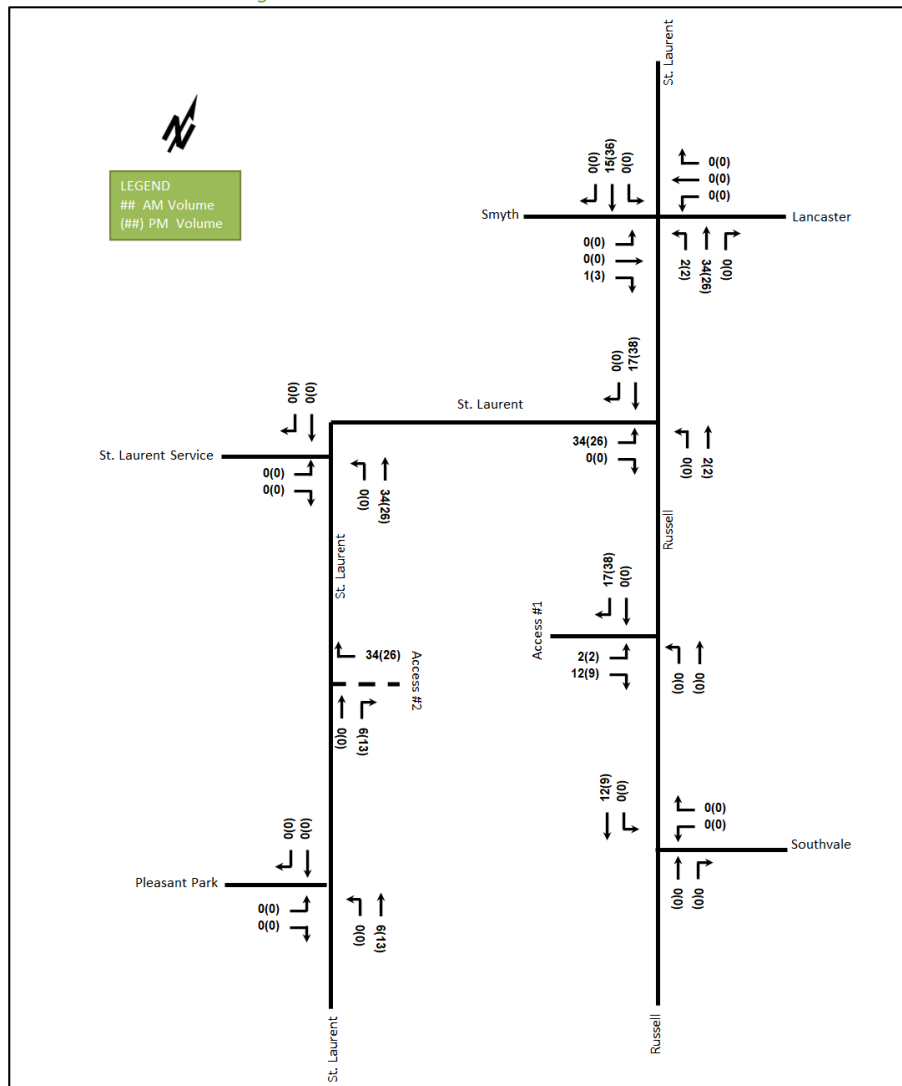 St. Laurent
LEGEND
## AM Volume
(##) PM Volume
0(0)
15(36)
0(0)
0(0)
0(0)
0(0)
Smyth
Lancaster
0(0)
0(0)
1(3)
2(2)
34(26)
0(0)
0(0)
17(38)
St. Laurent
34(26)
0(0)
0(0)
2(2)
0(0)
0(0)
St. Laurent Service
0(0)
0(0)
0(0)
34(26)
St. Laurent
Russell
17(38)
0(0)
Access #1
2(2)
12(9)
0(0)
0(0)
34(26)
Access #2
0(0)
6(13)
12(9)
0(0)
0(0)
0(0)
Southvale
0(0)
0(0)
0(0)
0(0)
Pleasant Park
0(0)
0(0)
0(0)
6(13)
St. Laurent
Russell